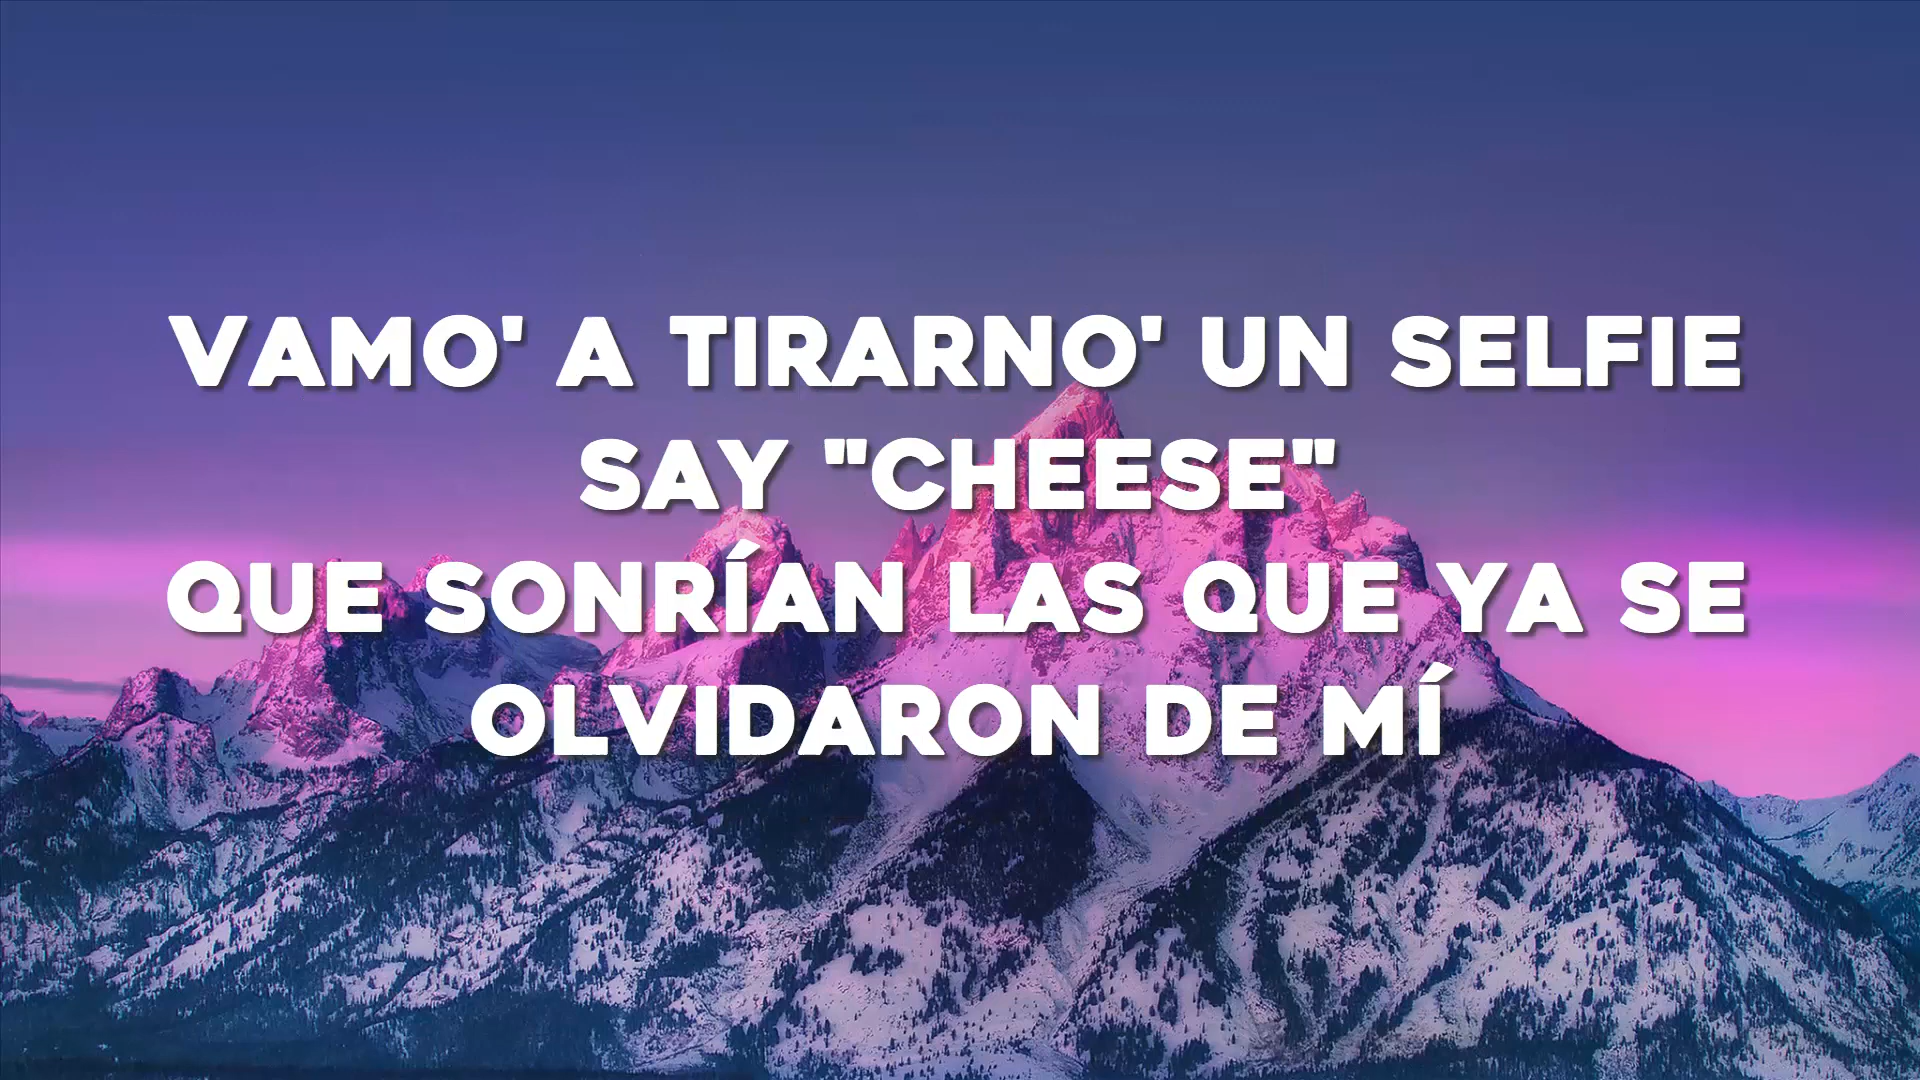 VAMO' A TIRARNO' UN SELFIE
SAY "CHEESE"
QUE SONRÍAN LAS QUE YA SE
OLVIDARON DE MÍ